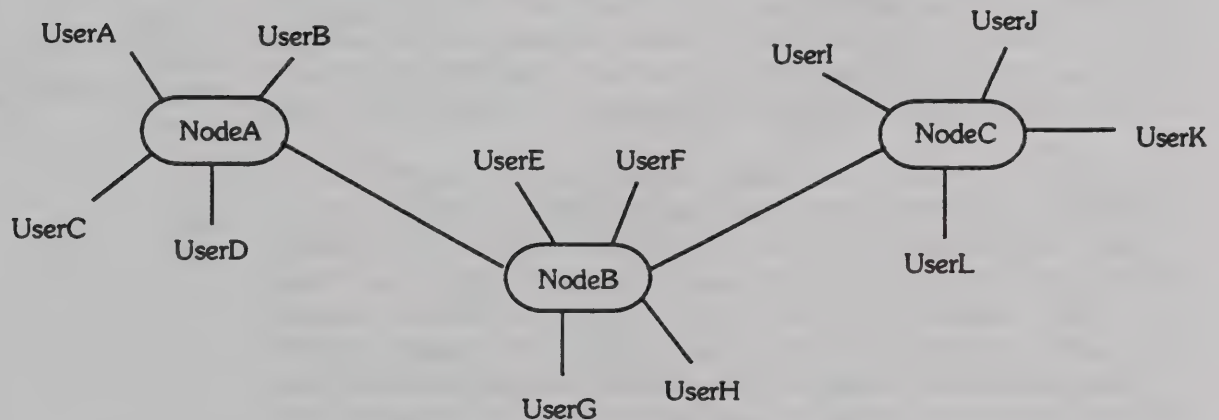 UserA
UserB
UserJ
UserI
NodeA
NodeC
UserK
UserE
UserF
UserC
UserD
UserL
NodeB
UserH
UserG